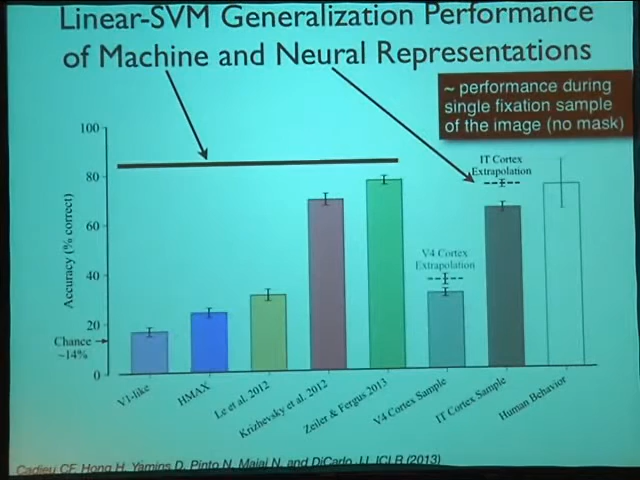 Linear-SVM Generalization Performance
of Machine and Neural Representations
~ performance during
single fixation sample
of the image (no mask)
100
80
60
40
20
0
Accuracy (% correct)
Chance
~14%
IT Cortex
Extrapolation
V4 Cortex
Extrapolation
V1-like
HMAX
Le et al. 2012
Krizhevsky et al. 2012
Zeiler & Fergus 2013
V4 Cortex Sample
IT Cortex Sample
Human Behavior
Cadieu CF, Hong H, Yamins D, Pinto N, Majaj N, and DiCarlo JJ, ICLR (2013)